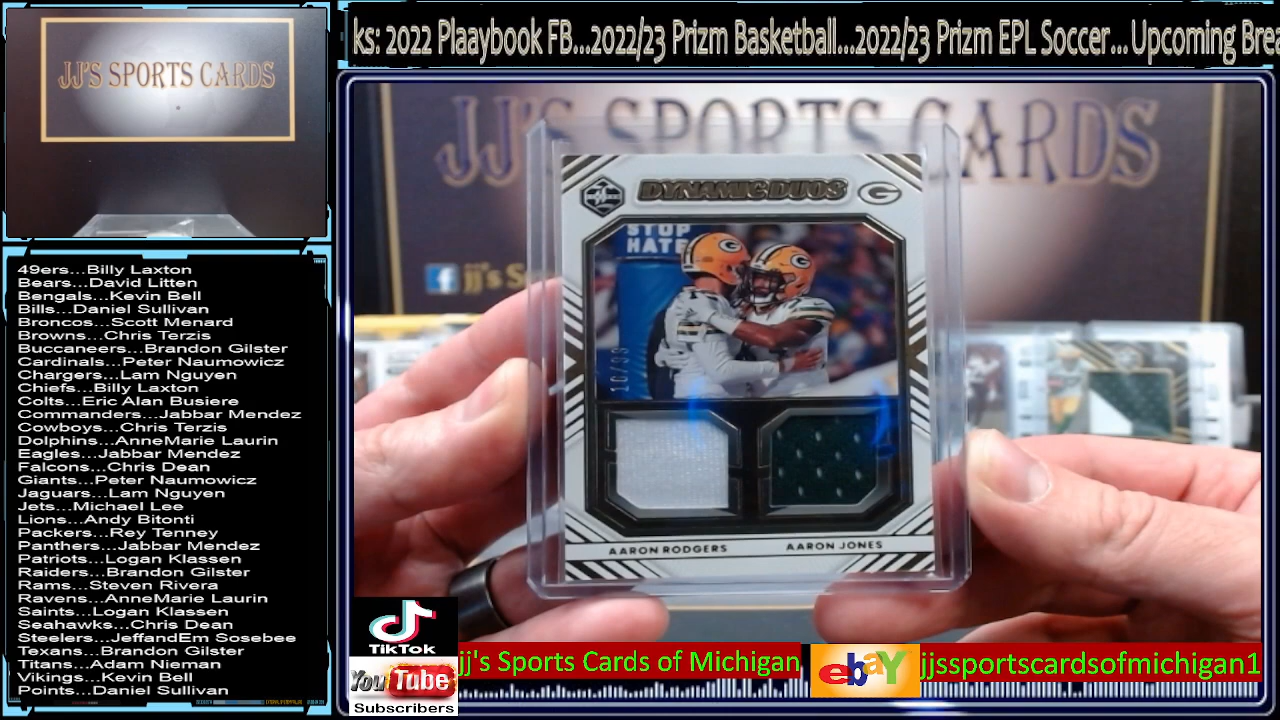 JJ'S SPORTS CARDS
ks: 2022 Plaaybook FB...2022/23 Prizm Basketball...2022/23 Prizm EPL Soccer... Upcoming Brea
JJ'S SPORTS CARDS
jj's S
DYNAMIC DUOS
G
STOP
HATE
10/99
AARON RODGERS
AARON JONES
49ers...Billy Laxton
Bears...David Litten
Bengals...Kevin Bell
Bills...Daniel Sullivan
Broncos...Scott Menard
Browns...Chris Terzis
Buccaneers...Brandon Gilster
Cardinals...Peter Naumowicz
Chargers...Lam Nguyen
Chiefs...Billy Laxton
Colts...Eric Alan Busiere
Commanders...Jabbar Mendez
Cowboys...Chris Terzis
Dolphins...AnneMarie Laurin
Eagles...Jabbar Mendez
Falcons...Chris Dean
Giants...Peter Naumowicz
Jaguars...Lam Nguyen
Jets...Michael Lee
Lions...Andy Bitonti
Packers...Rey Tenney
Panthers...Jabbar Mendez
Patriots...Logan Klassen
Raiders...Brandon Gilster
Rams...Steven Rivera
Ravens...AnneMarie Laurin
Saints...Logan Klassen
Seahawks...Chris Dean
Steelers...JeffandEm Sosebee
Texans...Brandon Gilster
Titans...Adam Nieman
Vikings...Kevin Bell
Points...Daniel Sullivan
TikTok
YouTube
Subscribers
jj's Sports Cards of Michigan
ebay
jjssportscardsofmichigan1